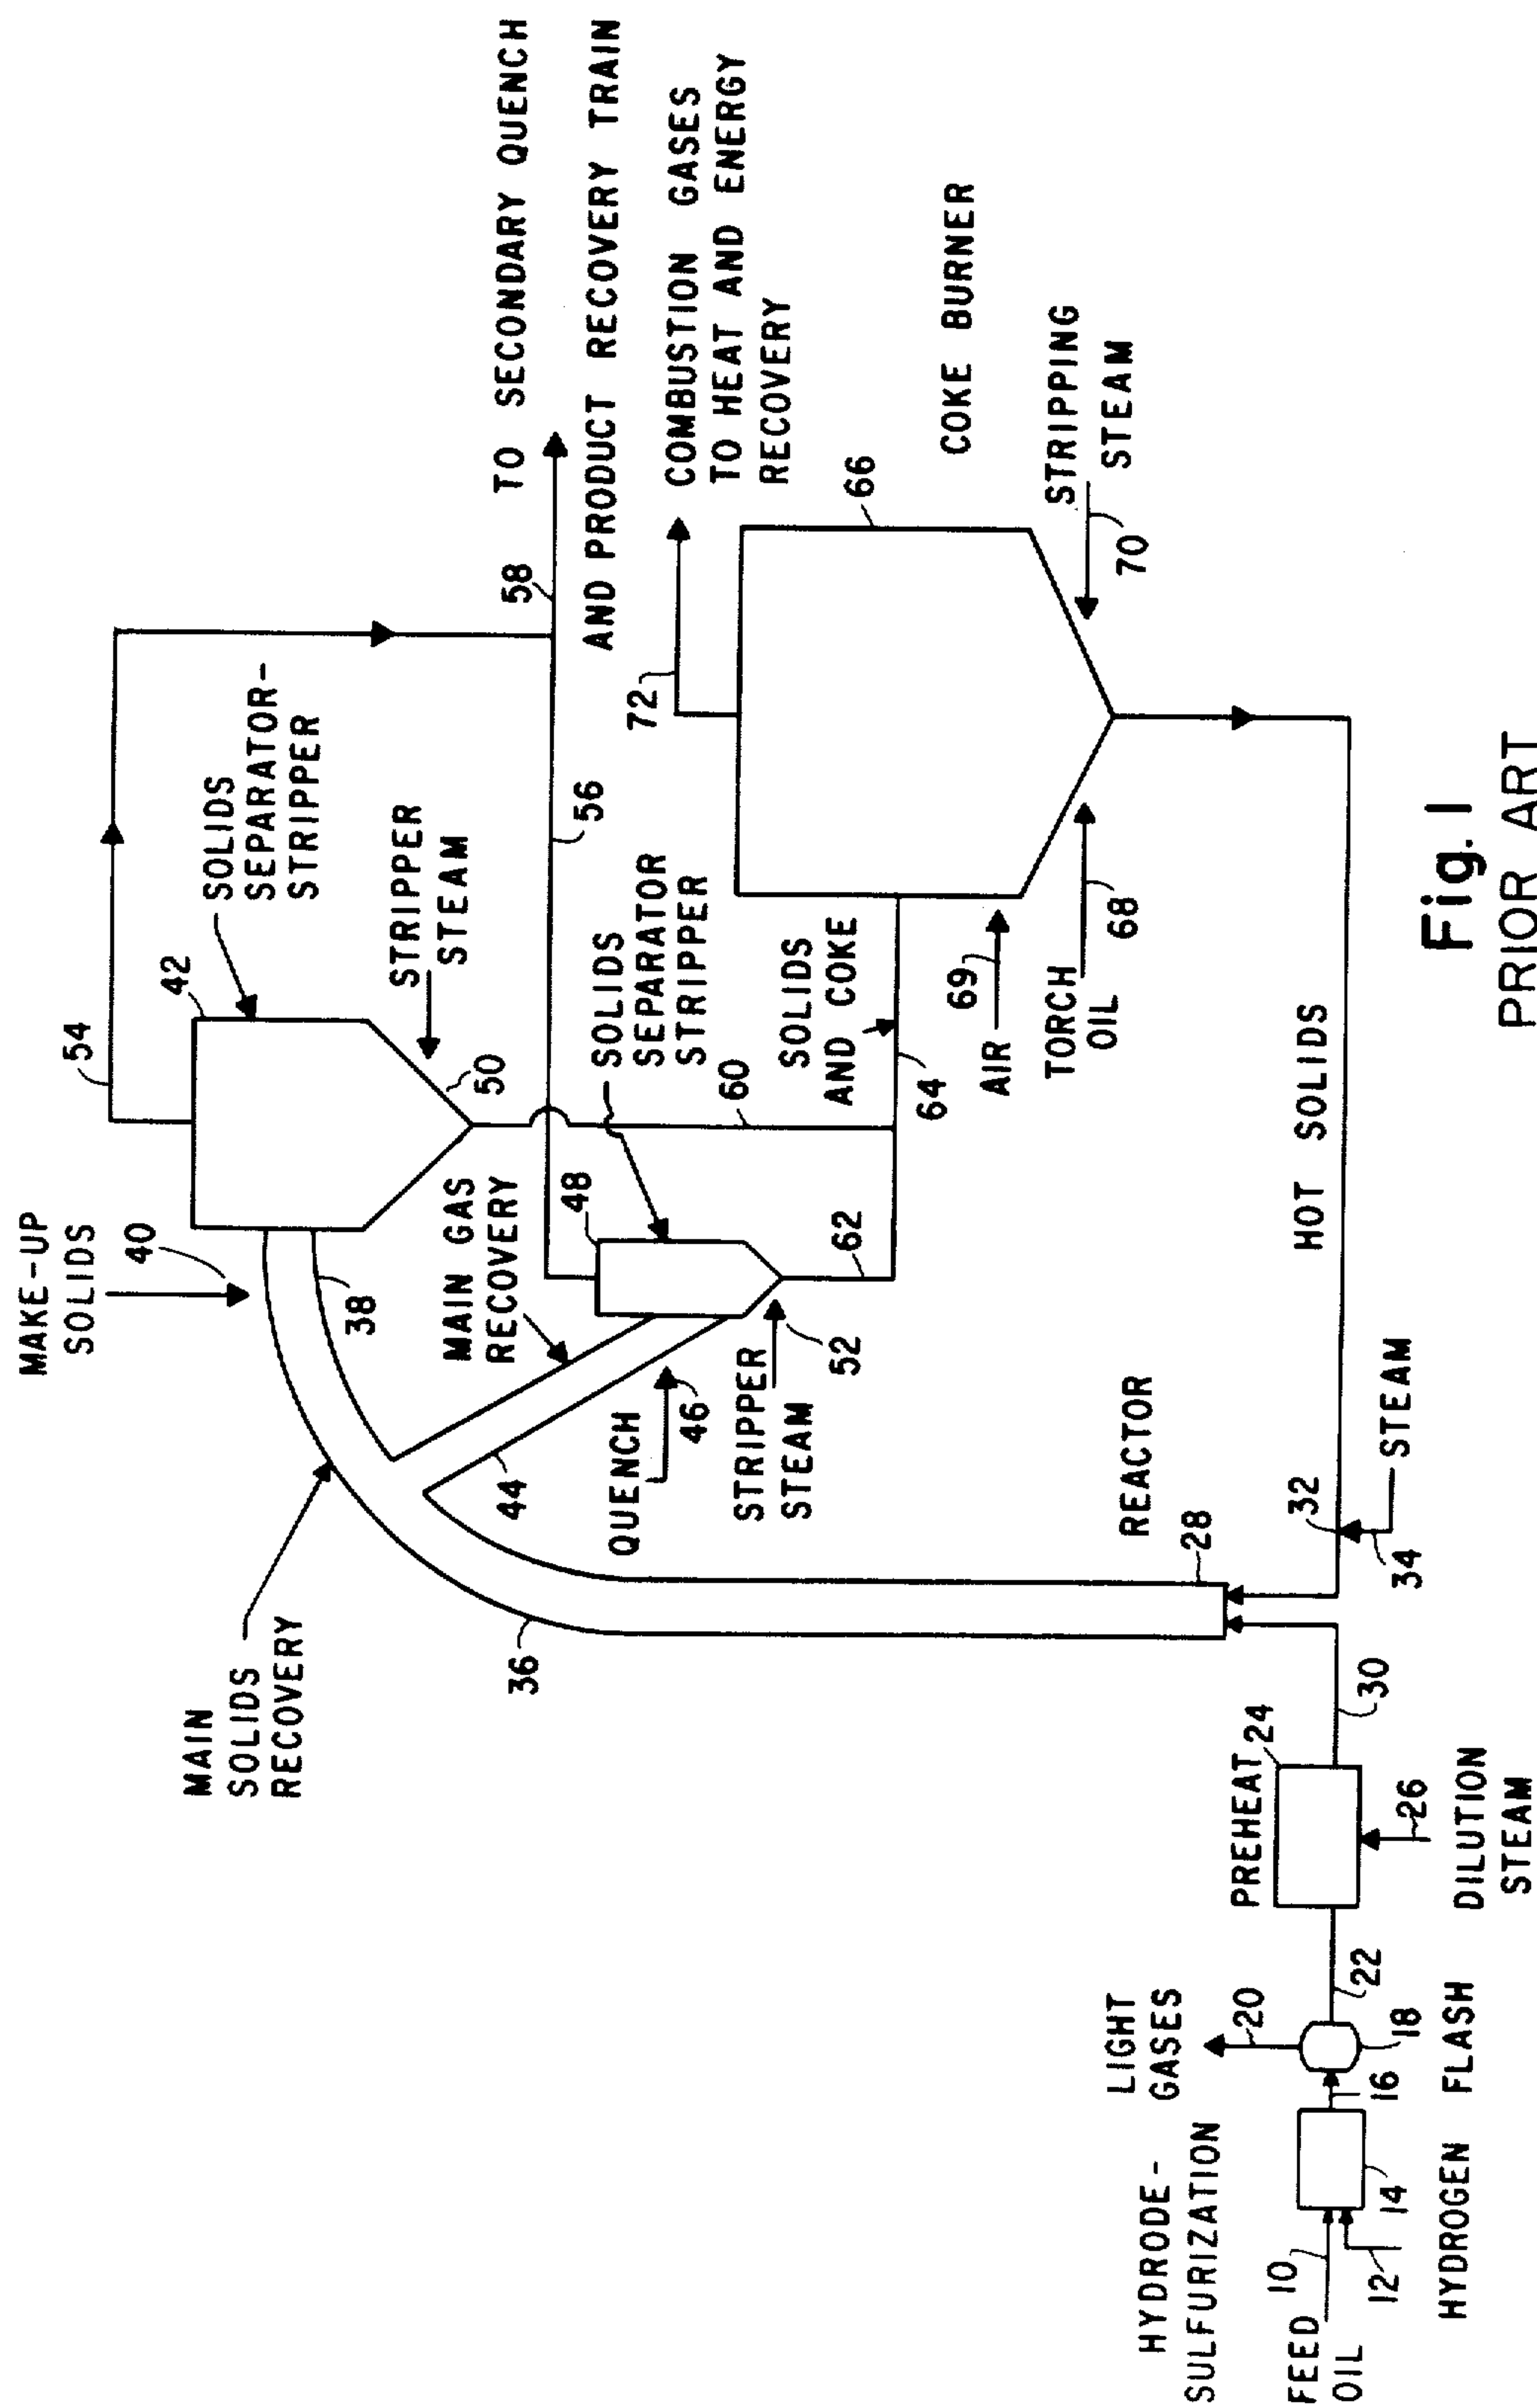 MAKE-UP
SOLIDS
40
54
42
SOLIDS
SEPARATOR-
STRIPPER
MAIN
SOLIDS
RECOVERY
38
STRIPPER
STEAM
50
MAIN GAS
RECOVERY
58
TO SECONDARY QUENCH
AND PRODUCT RECOVERY TRAIN
36
44
48
56
SOLIDS
SEPARATOR
STRIPPER
QUENCH
46
60
72
COMBUSTION GASES
TO HEAT AND ENERGY
RECOVERY
STRIPPER
STEAM
52
62
SOLIDS
AND COKE
64
66
COKE BURNER
69
AIR
TORCH
OIL
68
STRIPPING
STEAM
70
REACTOR
28
HOT SOLIDS
HYDRODE-
SULFURIZATION
LIGHT
GASES
20
PREHEAT
24
FEED
OIL
10
12
14
16
18
22
26
30
32
34
STEAM
HYDROGEN
FLASH
DILUTION
STEAM
Fig. 1
PRIOR ART